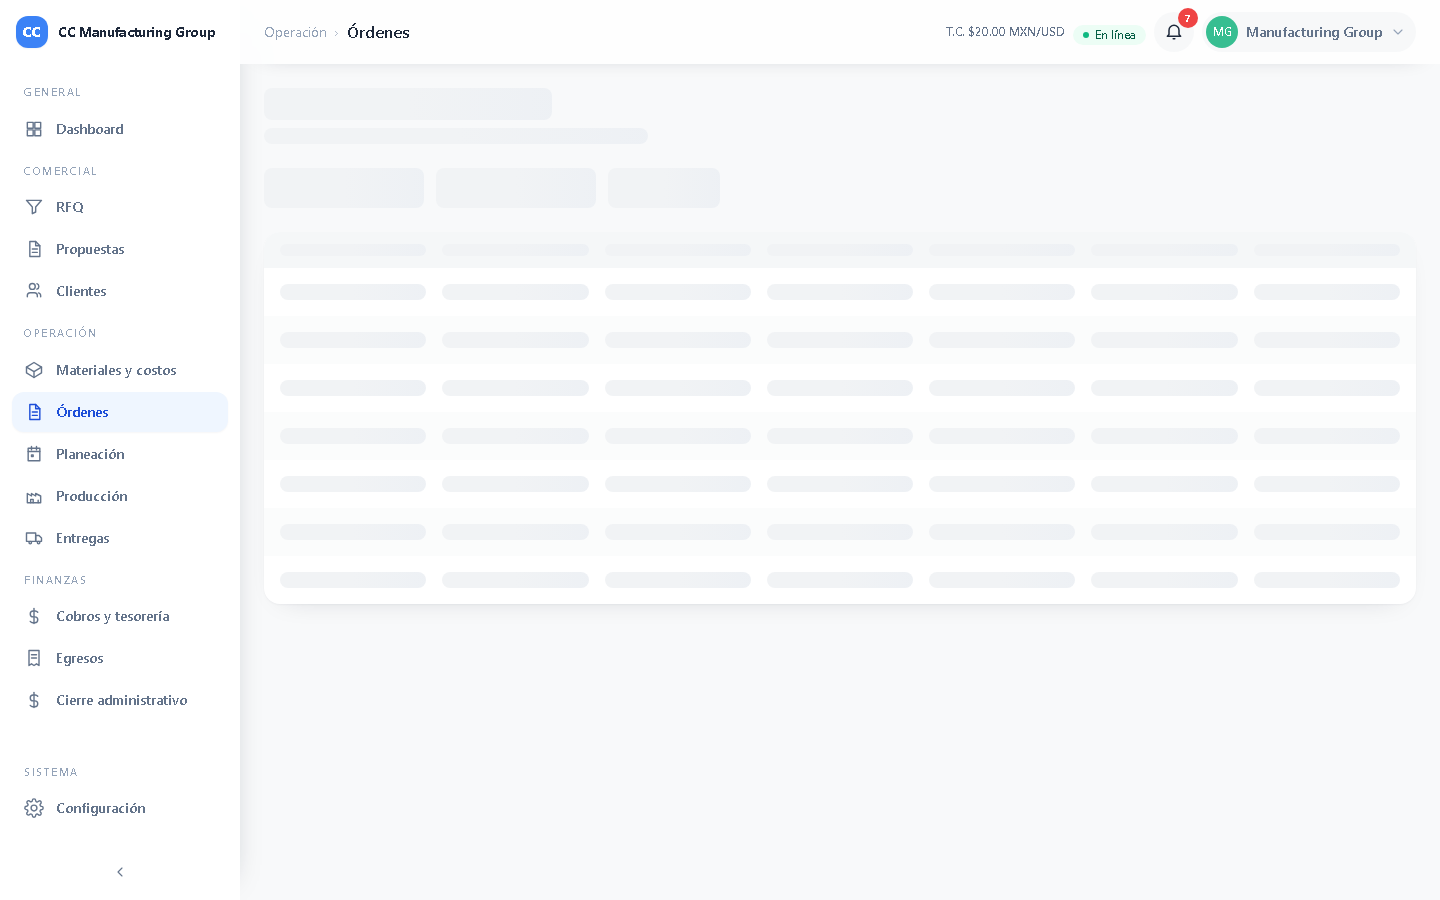 CC CC Manufacturing Group
Operación › Órdenes
T.C. $20.00 MXN/USD
En línea
7
MG Manufacturing Group
GENERAL
Dashboard
COMERCIAL
RFQ
Propuestas
Clientes
OPERACIÓN
Materiales y costos
Órdenes
Planeación
Producción
Entregas
FINANZAS
Cobros y tesorería
Egresos
Cierre administrativo
SISTEMA
Configuración